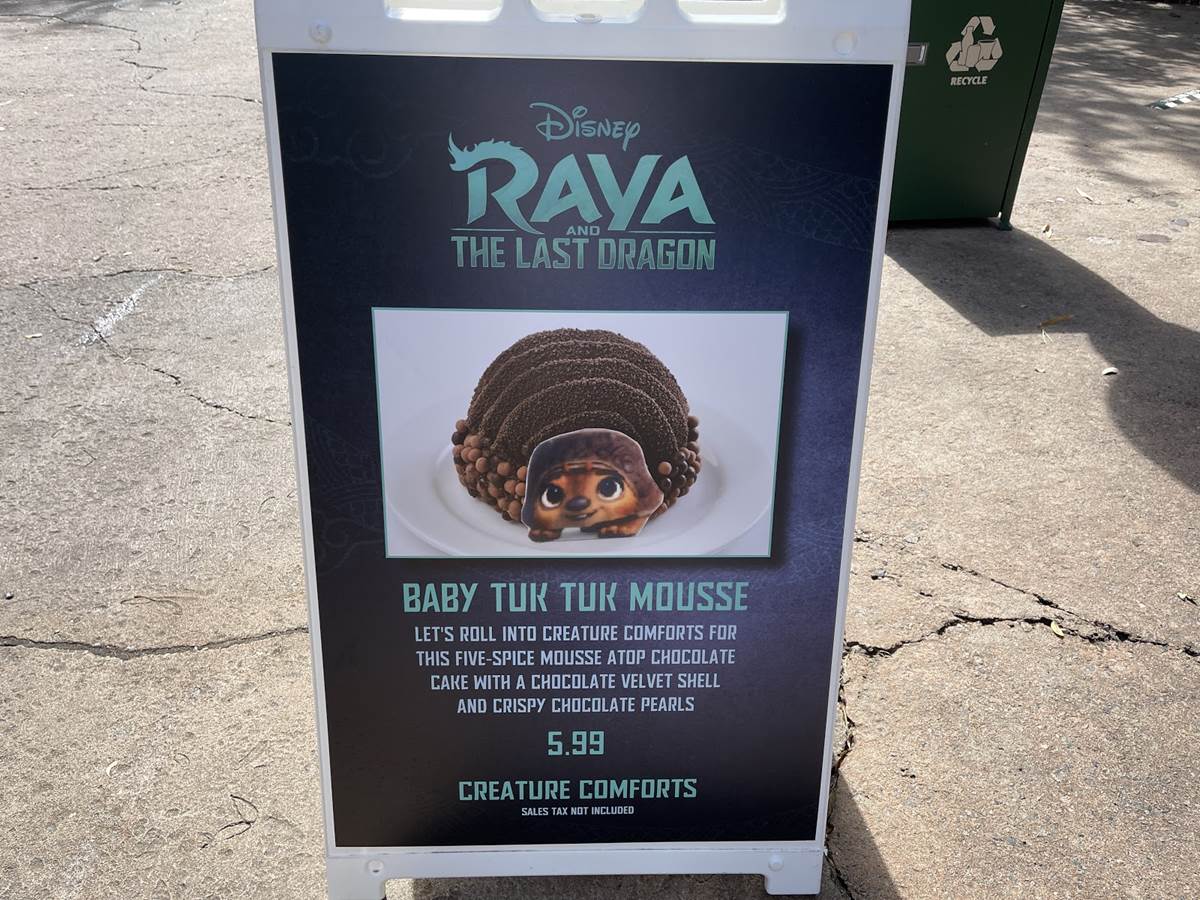 RECYCLE
Disney
RAYA
AND
THE LAST DRAGON
BABY TUK TUK MOUSSE
LET'S ROLL INTO CREATURE COMFORTS FOR
THIS FIVE-SPICE MOUSSE ATOP CHOCOLATE
CAKE WITH A CHOCOLATE VELVET SHELL
AND CRISPY CHOCOLATE PEARLS
5.99
CREATURE COMFORTS
SALES TAX NOT INCLUDED